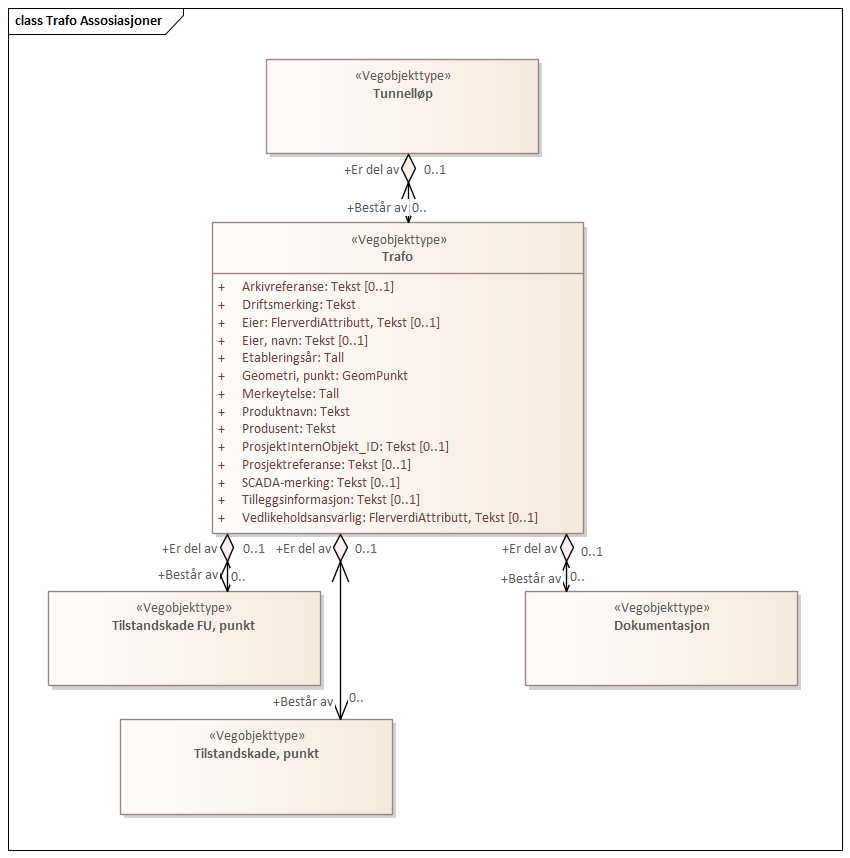 class Trafo Assosiasjoner
«Vegobjekttype»
Tunnelløp
+Er del av 0..1
+Består av 0..
«Vegobjekttype»
Trafo
+ Arkivreferanse: Tekst [0..1]
+ Driftsmerking: Tekst
+ Eier: FlerverdiAttributt, Tekst [0..1]
+ Eier, navn: Tekst [0..1]
+ Etableringsår: Tall
+ Geometri, punkt: GeomPunkt
+ Merkeytelse: Tall
+ Produktnavn: Tekst
+ Produsent: Tekst
+ ProsjektInternObjekt_ID: Tekst [0..1]
+ Prosjektreferanse: Tekst [0..1]
+ SCADA-merking: Tekst [0..1]
+ Tilleggsinformasjon: Tekst [0..1]
+ Vedlikeholdsansvarlig: FlerverdiAttributt, Tekst [0..1]
+Er del av 0..1 +Er del av 0..1 +Er del av 0..1
+Består av 0.. +Består av 0..
«Vegobjekttype» «Vegobjekttype»
Tilstandskade FU, punkt Dokumentasjon
+Består av 0..
«Vegobjekttype»
Tilstandskade, punkt